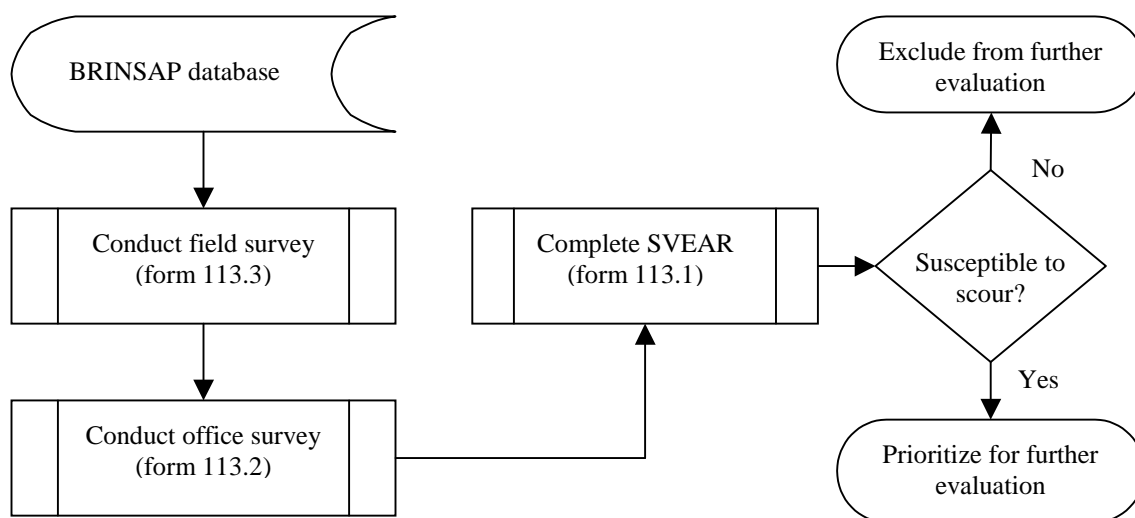 BRINSAP database
Conduct field survey
(form 113.3)
Conduct office survey
(form 113.2)
Complete SVEAR
(form 113.1)
Susceptible to
scour?
No
Exclude from further
evaluation
Yes
Prioritize for further
evaluation